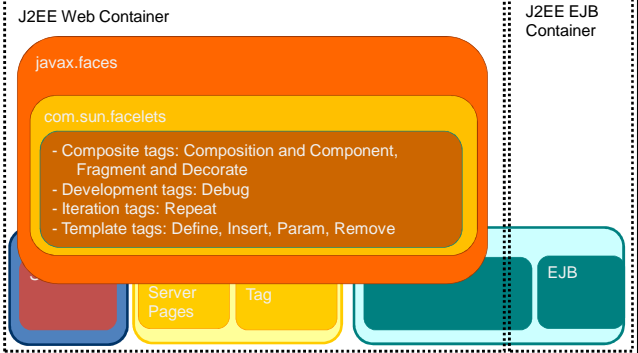 J2EE Web Container
J2EE EJB
Container
javax.faces
com.sun.facelets
- Composite tags: Composition and Component,
Fragment and Decorate
- Development tags: Debug
- Iteration tags: Repeat
- Template tags: Define, Insert, Param, Remove
Server
Pages
Tag
EJB